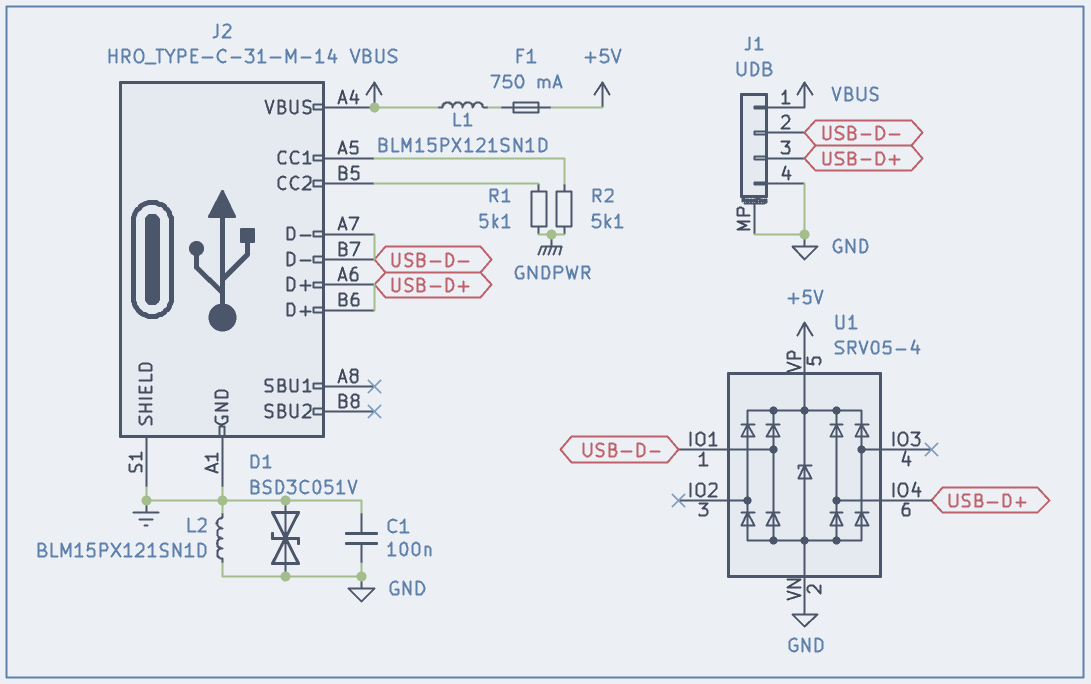 J2
HRO_TYPE-C-31-M-14
VBUS
VBUS
A4
CC1
A5
CC2
B5
D-
A7
D-
B7
D+
A6
D+
B6
SBU1
A8
SBU2
B8
SHIELD
S1
GND
A1
F1
750 mA
+5V
L1
BLM15PX121SN1D
R1
5k1
R2
5k1
GNDPWR
USB-D-
USB-D+
D1
BSD3C051V
L2
BLM15PX121SN1D
C1
100n
GND
J1
UDB
1
VBUS
2
USB-D-
3
USB-D+
4
MP
GND
+5V
U1
SRV05-4
VP
5
USB-D-
IO1
1
IO3
4
IO2
3
IO4
6
USB-D+
VN
2
GND